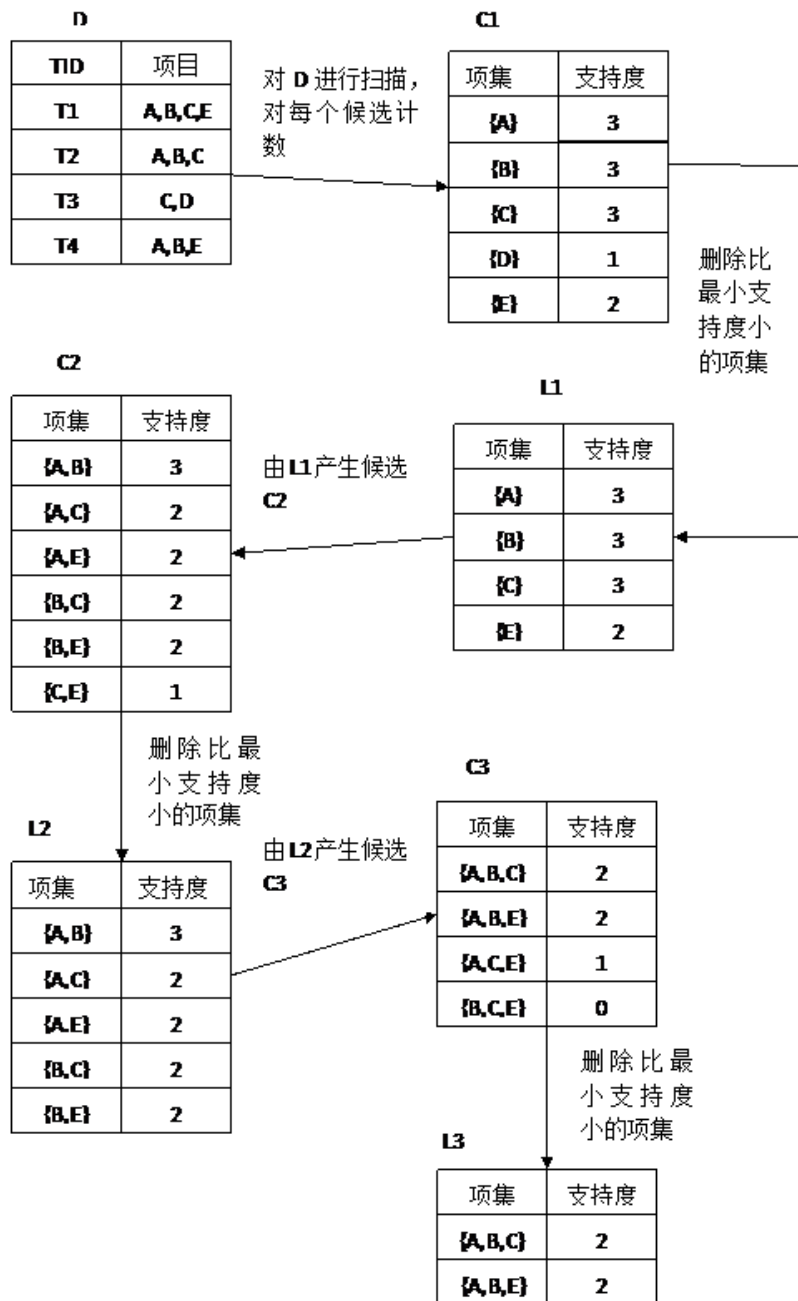 D
TID 项目
T1 A,B,C,E
T2 A,B,C
T3 C,D
T4 A,B,E
对 D 进行扫描，
对每个候选计
数
C1
项集 支持度
{A} 3
{B} 3
{C} 3
{D} 1
{E} 2
删除比
最小支
持度小
的项集
L1
项集 支持度
{A} 3
{B} 3
{C} 3
{E} 2
由L1产生候选
C2
C2
项集 支持度
{A,B} 3
{A,C} 2
{A,E} 2
{B,C} 2
{B,E} 2
{C,E} 1
删除比最
小支持度
小的项集
L2
项集 支持度
{A,B} 3
{A,C} 2
{A.E} 2
{B.C} 2
{B.E} 2
由L2产生候选
C3
C3
项集 支持度
{A,B,C} 2
{A,B,E} 2
{A,C,E} 1
{B,C,E} 0
删除比最
小支持度
小的项集
L3
项集 支持度
{A,B,C} 2
{A,B,E} 2